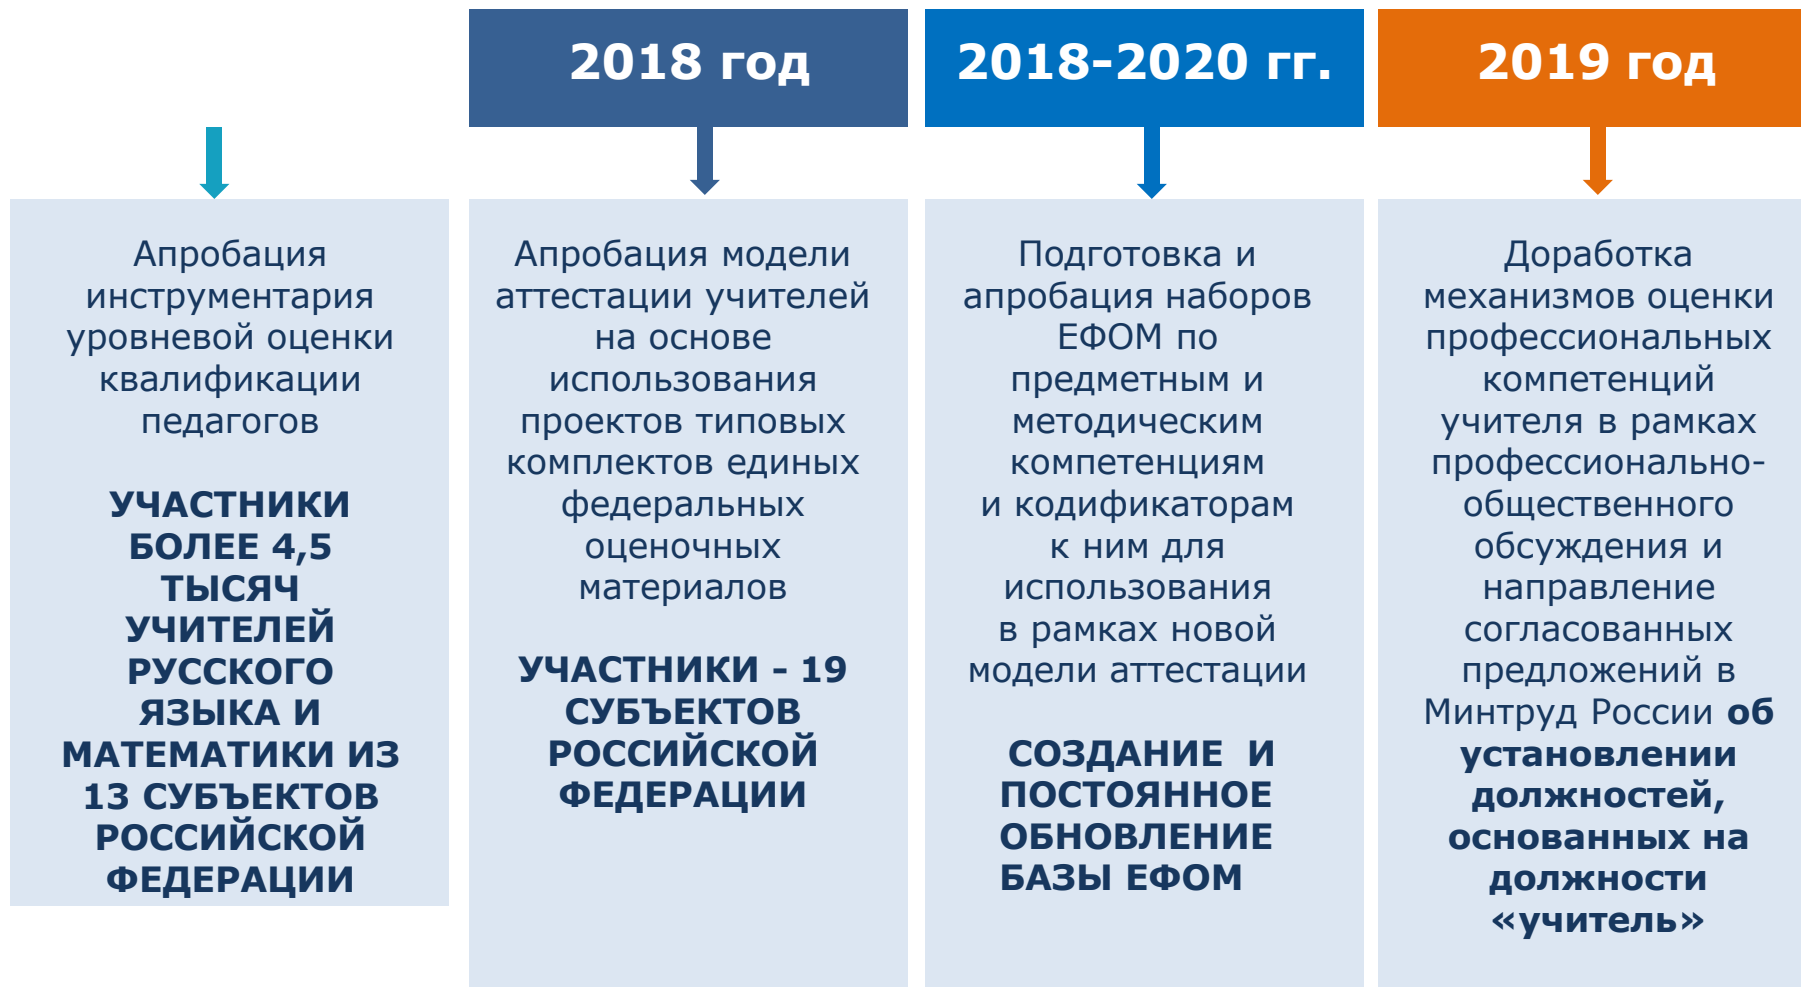 2018 год
2018-2020 гг.
2019 год
Апробация
инструментария
уровневой оценки
квалификации
педагогов
УЧАСТНИКИ
БОЛЕЕ 4,5
ТЫСЯЧ
УЧИТЕЛЕЙ
РУССКОГО
ЯЗЫКА И
МАТЕМАТИКИ ИЗ
13 СУБЪЕКТОВ
РОССИЙСКОЙ
ФЕДЕРАЦИИ
Апробация модели
аттестации учителей
на основе
использования
проектов типовых
комплектов единых
федеральных
оценочных
материалов
УЧАСТНИКИ - 19
СУБЪЕКТОВ
РОССИЙСКОЙ
ФЕДЕРАЦИИ
Подготовка и
апробация наборов
ЕФОМ по
предметным и
методическим
компетенциям
и кодификаторам
к ним для
использования
в рамках новой
модели аттестации
СОЗДАНИЕ И
ПОСТОЯННОЕ
ОБНОВЛЕНИЕ
БАЗЫ ЕФОМ
Доработка
механизмов оценки
профессиональных
компетенций
учителя в рамках
профессионально-
общественного
обсуждения и
направление
согласованных
предложений в
Минтруд России об
установлении
должностей,
основанных на
должности
«учитель»